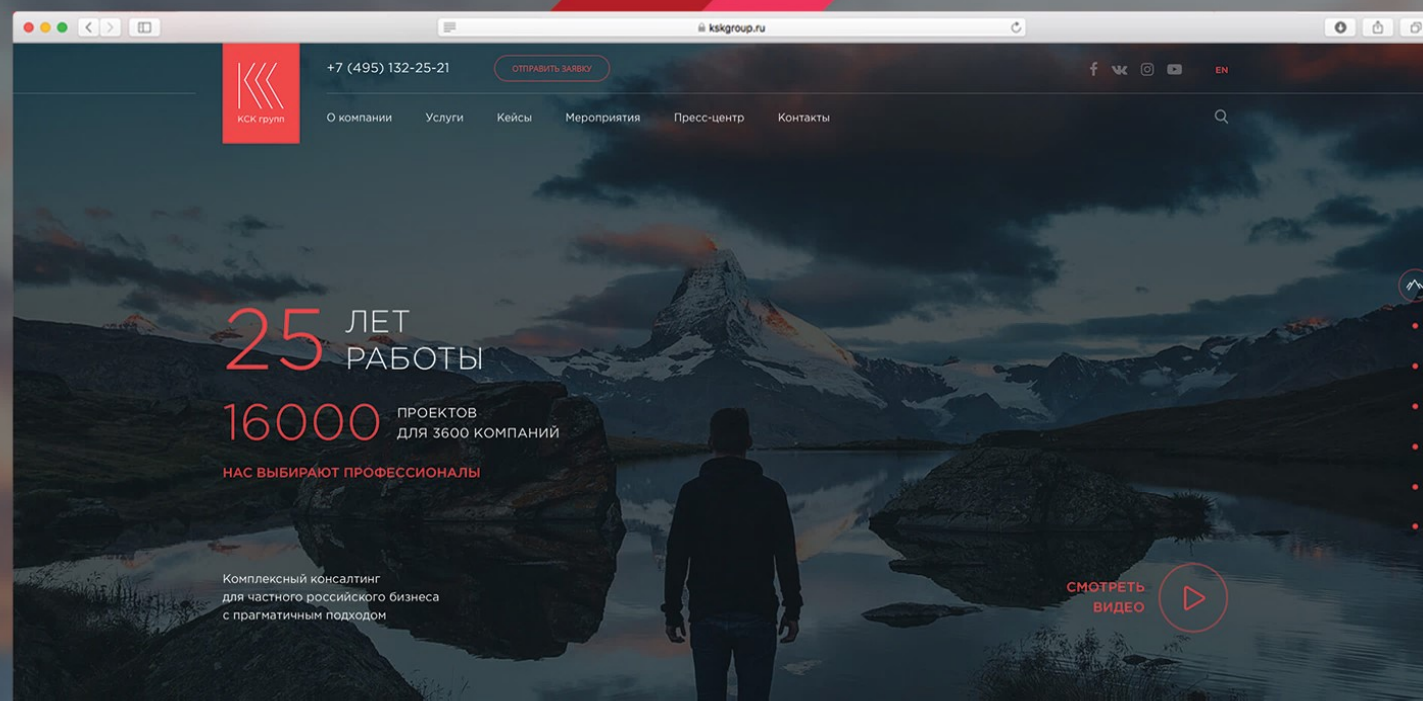 kskgroup.ru
+7 (495) 132-25-21
ОТПРАВИТЬ ЗАЯВКУ
EN
КСК групп
О компании
Услуги
Кейсы
Мероприятия
Пресс-центр
Контакты
25 ЛЕТ
РАБОТЫ
16000 ПРОЕКТОВ
ДЛЯ 3600 КОМПАНИЙ
НАС ВЫБИРАЮТ ПРОФЕССИОНАЛЫ
Комплексный консалтинг
для частного российского бизнеса
с прагматичным подходом
СМОТРЕТЬ
ВИДЕО